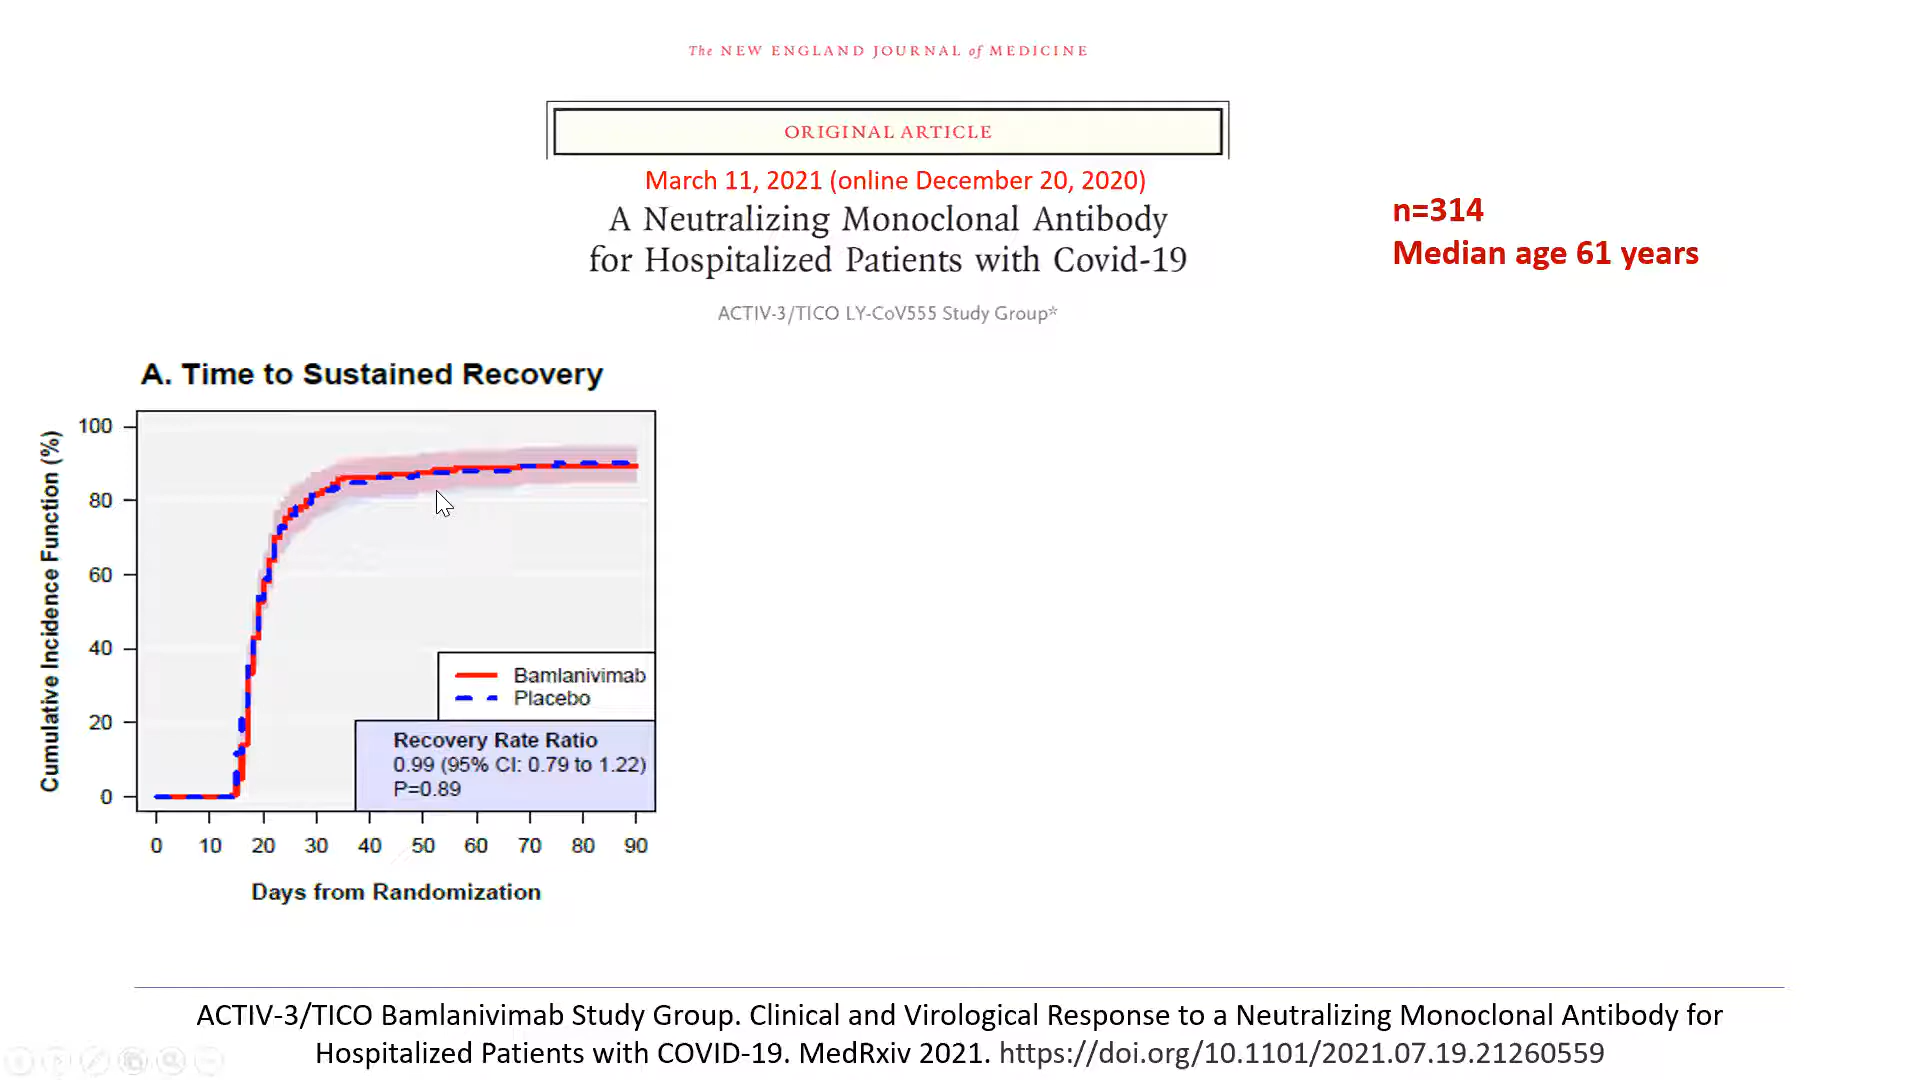 The NEW ENGLAND JOURNAL of MEDICINE
ORIGINAL ARTICLE
March 11, 2021 (online December 20, 2020)
A Neutralizing Monoclonal Antibody
for Hospitalized Patients with Covid-19
ACTIV-3/TICO LY-CoV555 Study Group*
n=314
Median age 61 years
A. Time to Sustained Recovery
Cumulative Incidence Function (%)
100
80
60
40
20
0
Bamlanivimab
Placebo
Recovery Rate Ratio
0.99 (95% CI: 0.79 to 1.22)
P=0.89
0 10 20 30 40 50 60 70 80 90
Days from Randomization
ACTIV-3/TICO Bamlanivimab Study Group. Clinical and Virological Response to a Neutralizing Monoclonal Antibody for
Hospitalized Patients with COVID-19. MedRxiv 2021. https://doi.org/10.1101/2021.07.19.21260559